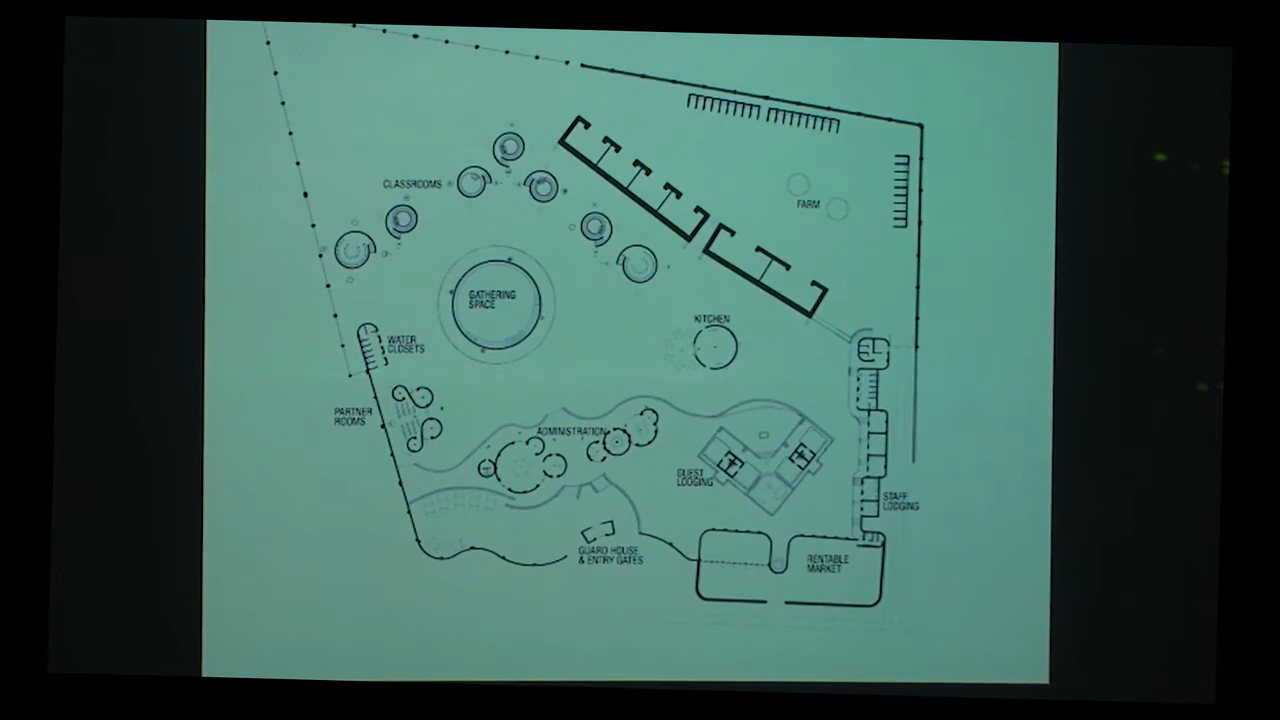 CLASSROOMS
FARM
GATHERING
SPACE
KITCHEN
WATER
CLOSETS
PARTNER
ROOMS
ADMINISTRATION
GUEST
LODGING
STAFF
LODGING
GUARD HOUSE
& ENTRY GATES
RENTABLE
MARKET